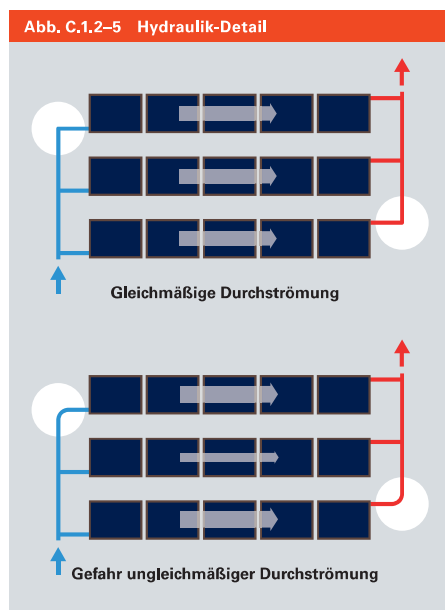 Abb. C.1.2–5 Hydraulik-Detail
Gleichmäßige Durchströmung
Gefahr ungleichmäßiger Durchströmung